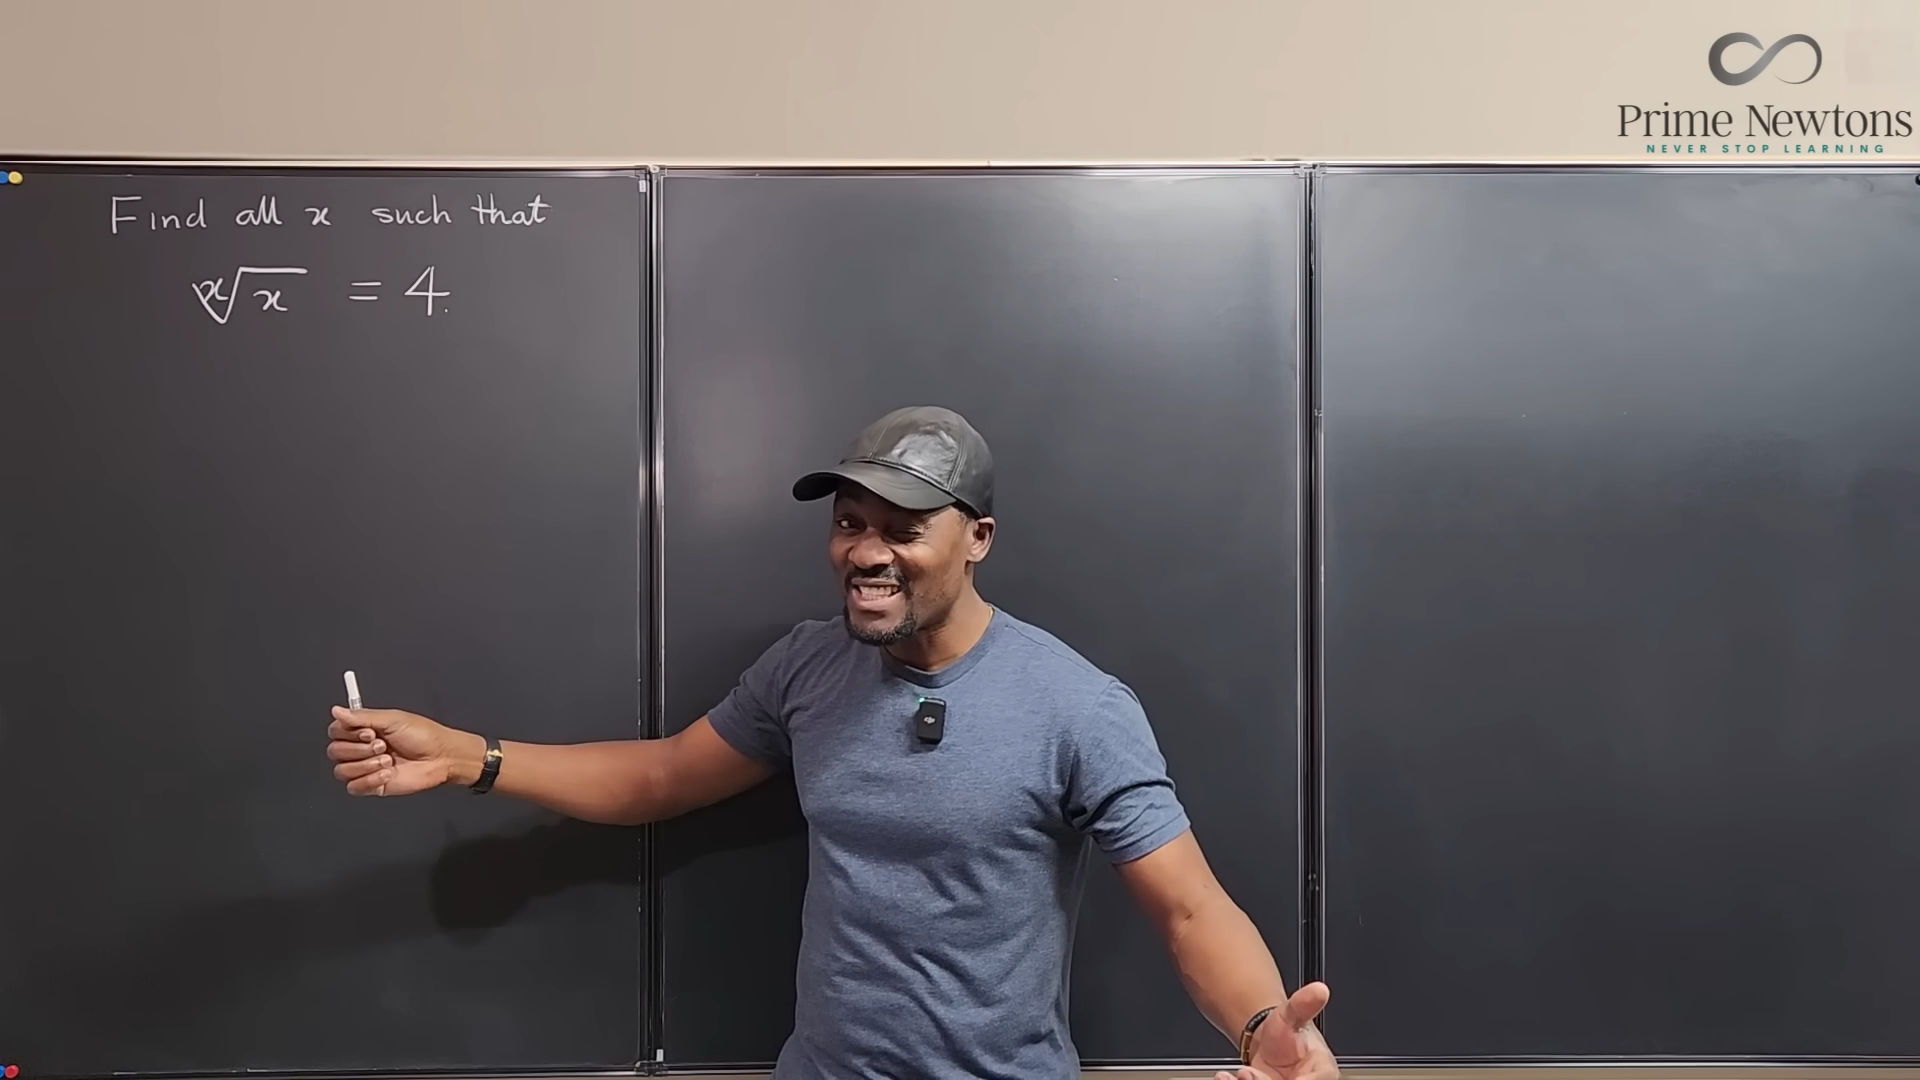 Prime Newtons
NEVER STOP LEARNING
Find all x such that
ˣ√x = 4.